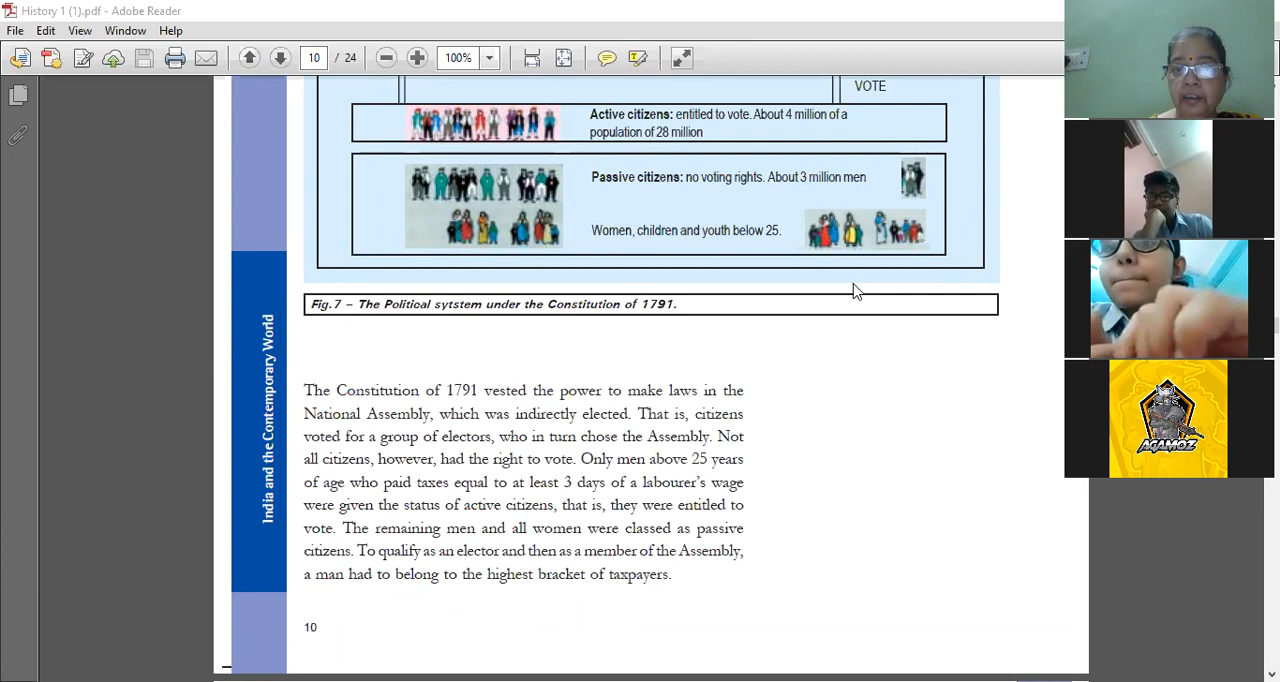 History 1 (1).pdf - Adobe Reader
File Edit View Window Help
10 / 24 100%
VOTE
Active citizens: entitled to vote. About 4 million of a
population of 28 million
Passive citizens: no voting rights. About 3 million men
Women, children and youth below 25.
Fig.7 – The Political sytstem under the Constitution of 1791.
India and the Contemporary World
The Constitution of 1791 vested the power to make laws in the
National Assembly, which was indirectly elected. That is, citizens
voted for a group of electors, who in turn chose the Assembly. Not
all citizens, however, had the right to vote. Only men above 25 years
of age who paid taxes equal to at least 3 days of a labourer's wage
were given the status of active citizens, that is, they were entitled to
vote. The remaining men and all women were classed as passive
citizens. To qualify as an elector and then as a member of the Assembly,
a man had to belong to the highest bracket of taxpayers.
10
AGAMOZ